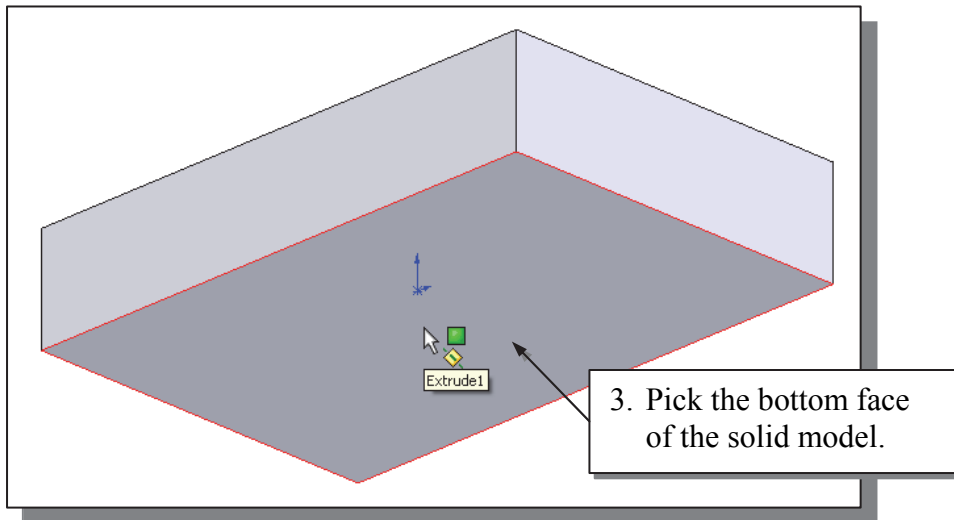 Extrude1
3. Pick the bottom face
of the solid model.